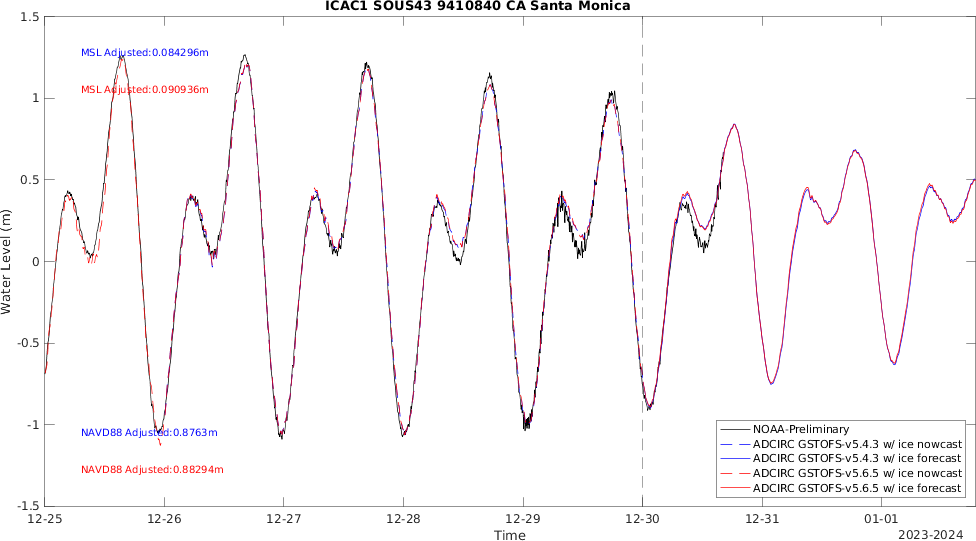 ICAC1 SOUS43 9410840 CA Santa Monica
1.5
1
0.5
0
-0.5
-1
-1.5
Water Level (m)
MSL Adjusted:0.084296m
MSL Adjusted:0.090936m
NAVD88 Adjusted:0.8763m
NAVD88 Adjusted:0.88294m
NOAA-Preliminary
ADCIRC GSTOFS-v5.4.3 w/ ice nowcast
ADCIRC GSTOFS-v5.4.3 w/ ice forecast
ADCIRC GSTOFS-v5.6.5 w/ ice nowcast
ADCIRC GSTOFS-v5.6.5 w/ ice forecast
12-25 12-26 12-27 12-28 12-29 12-30 12-31 01-01
Time
2023-2024